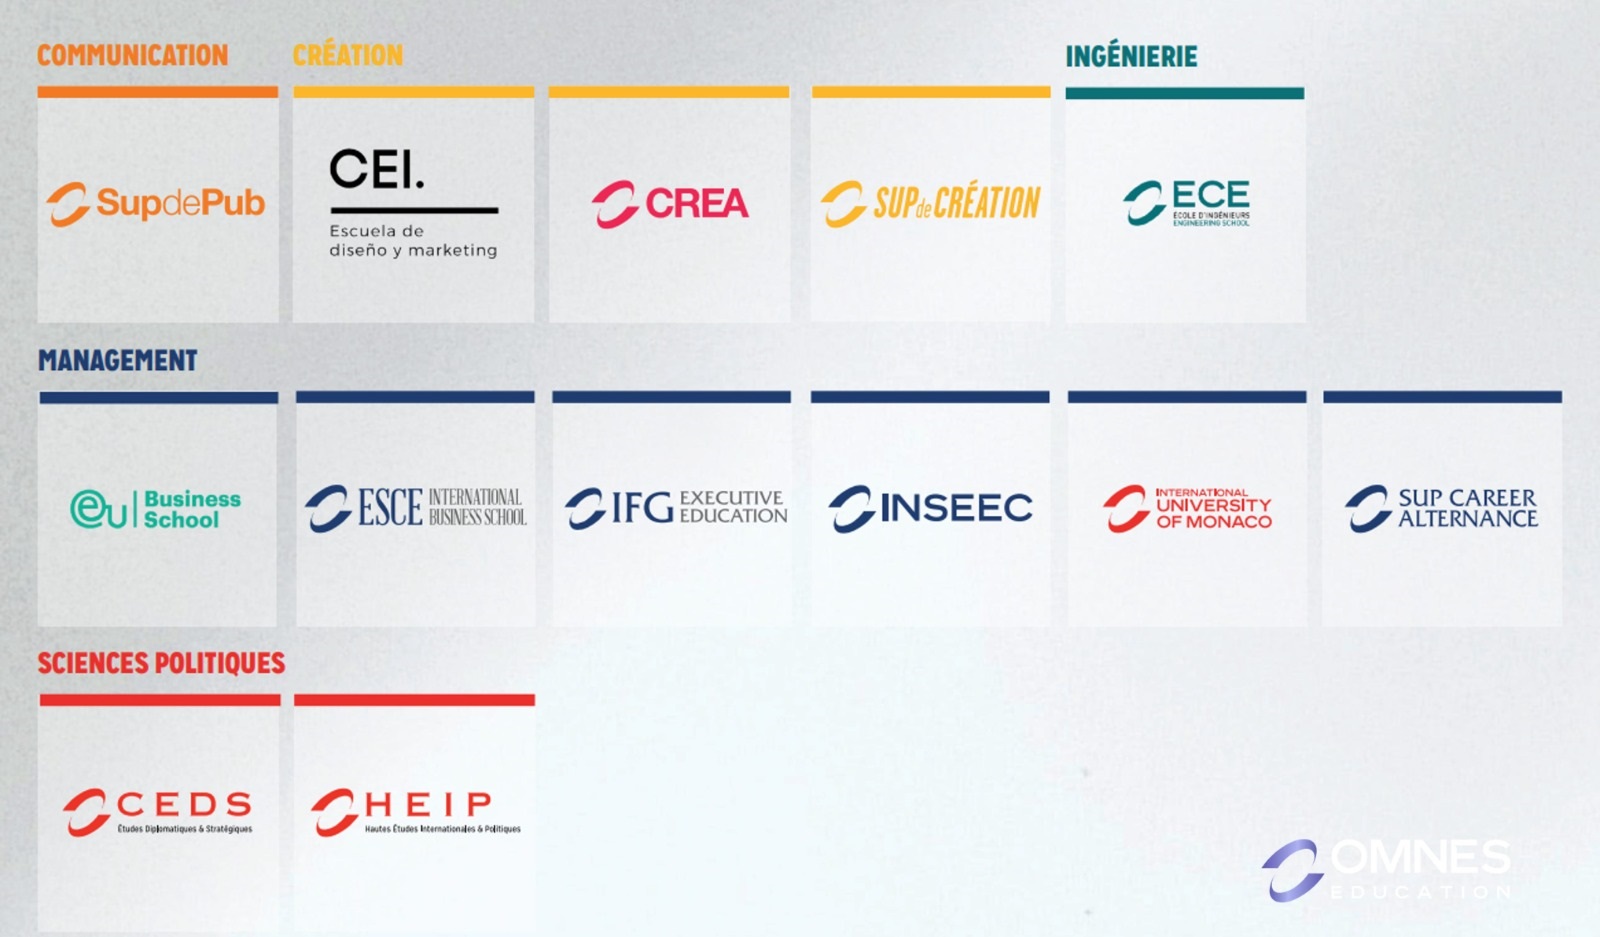 COMMUNICATION
CRÉATION
INGÉNIERIE
SupdePub
CEI.
Escuela de
diseño y marketing
CREA
SUP de CRÉATION
ECE
ÉCOLE D'INGÉNIEURS
ENGINEERING SCHOOL
MANAGEMENT
eu Business
School
ESCE INTERNATIONAL
BUSINESS SCHOOL
IFG EXECUTIVE
EDUCATION
INSEEC
INTERNATIONAL
UNIVERSITY
OF MONACO
SUP CAREER
ALTERNANCE
SCIENCES POLITIQUES
CEDS
Études Diplomatiques & Stratégiques
HEIP
Hautes Études Internationales & Politiques
OMNES
EDUCATION